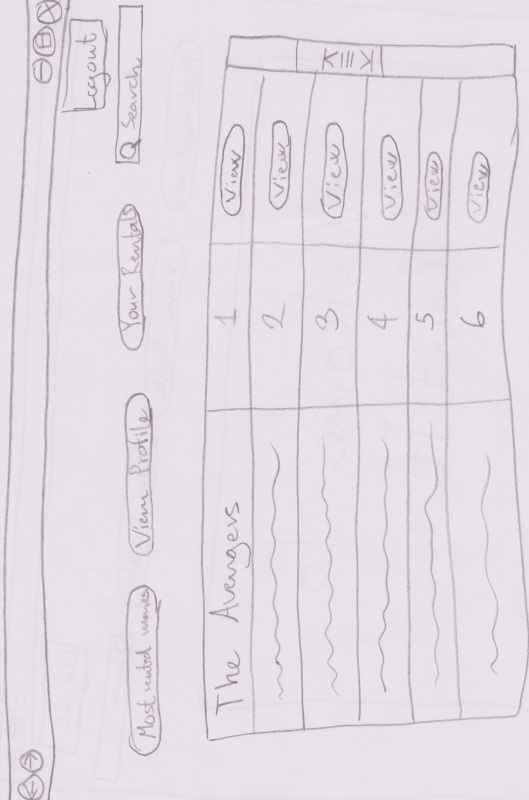 Logout
Most rented movies View Profile Your Rentals Search
The Avengers 1 View
2 View
3 View
4 View
5 View
6 View